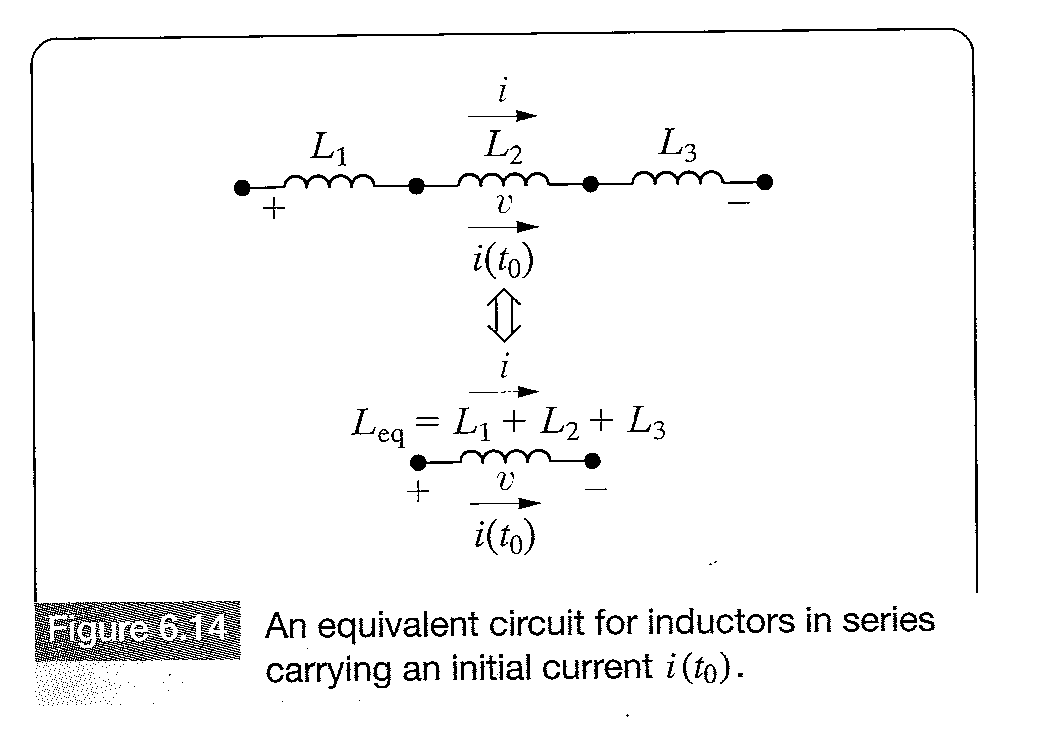 i
L₁ L₂ L₃
+ v −
i(t₀)
i
Leq = L₁ + L₂ + L₃
+ v −
i(t₀)
Figure 6.14 An equivalent circuit for inductors in series
carrying an initial current i(t₀).